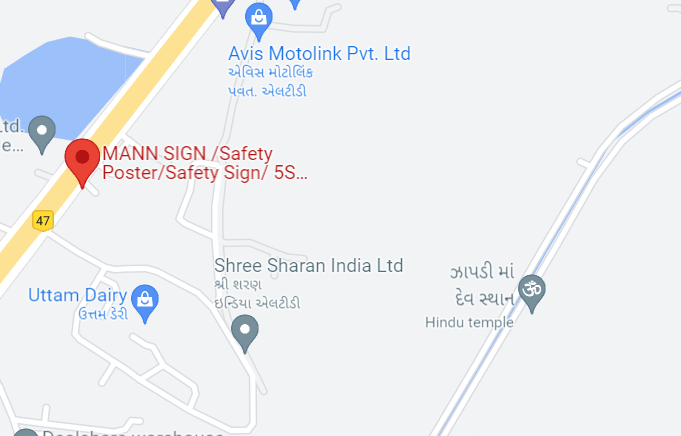 Avis Motolink Pvt. Ltd
એવિસ મોટોલિંક
પવત. એલટીડી
Ltd.
e...
MANN SIGN /Safety
Poster/Safety Sign/ 5S...
47
Shree Sharan India Ltd
શ્રી શરણ
ઇન્ડિયા એલટીડી
ઝાપડી માં
દેવ સ્થાન
Hindu temple
Uttam Dairy
ઉત્તમ ડેરી